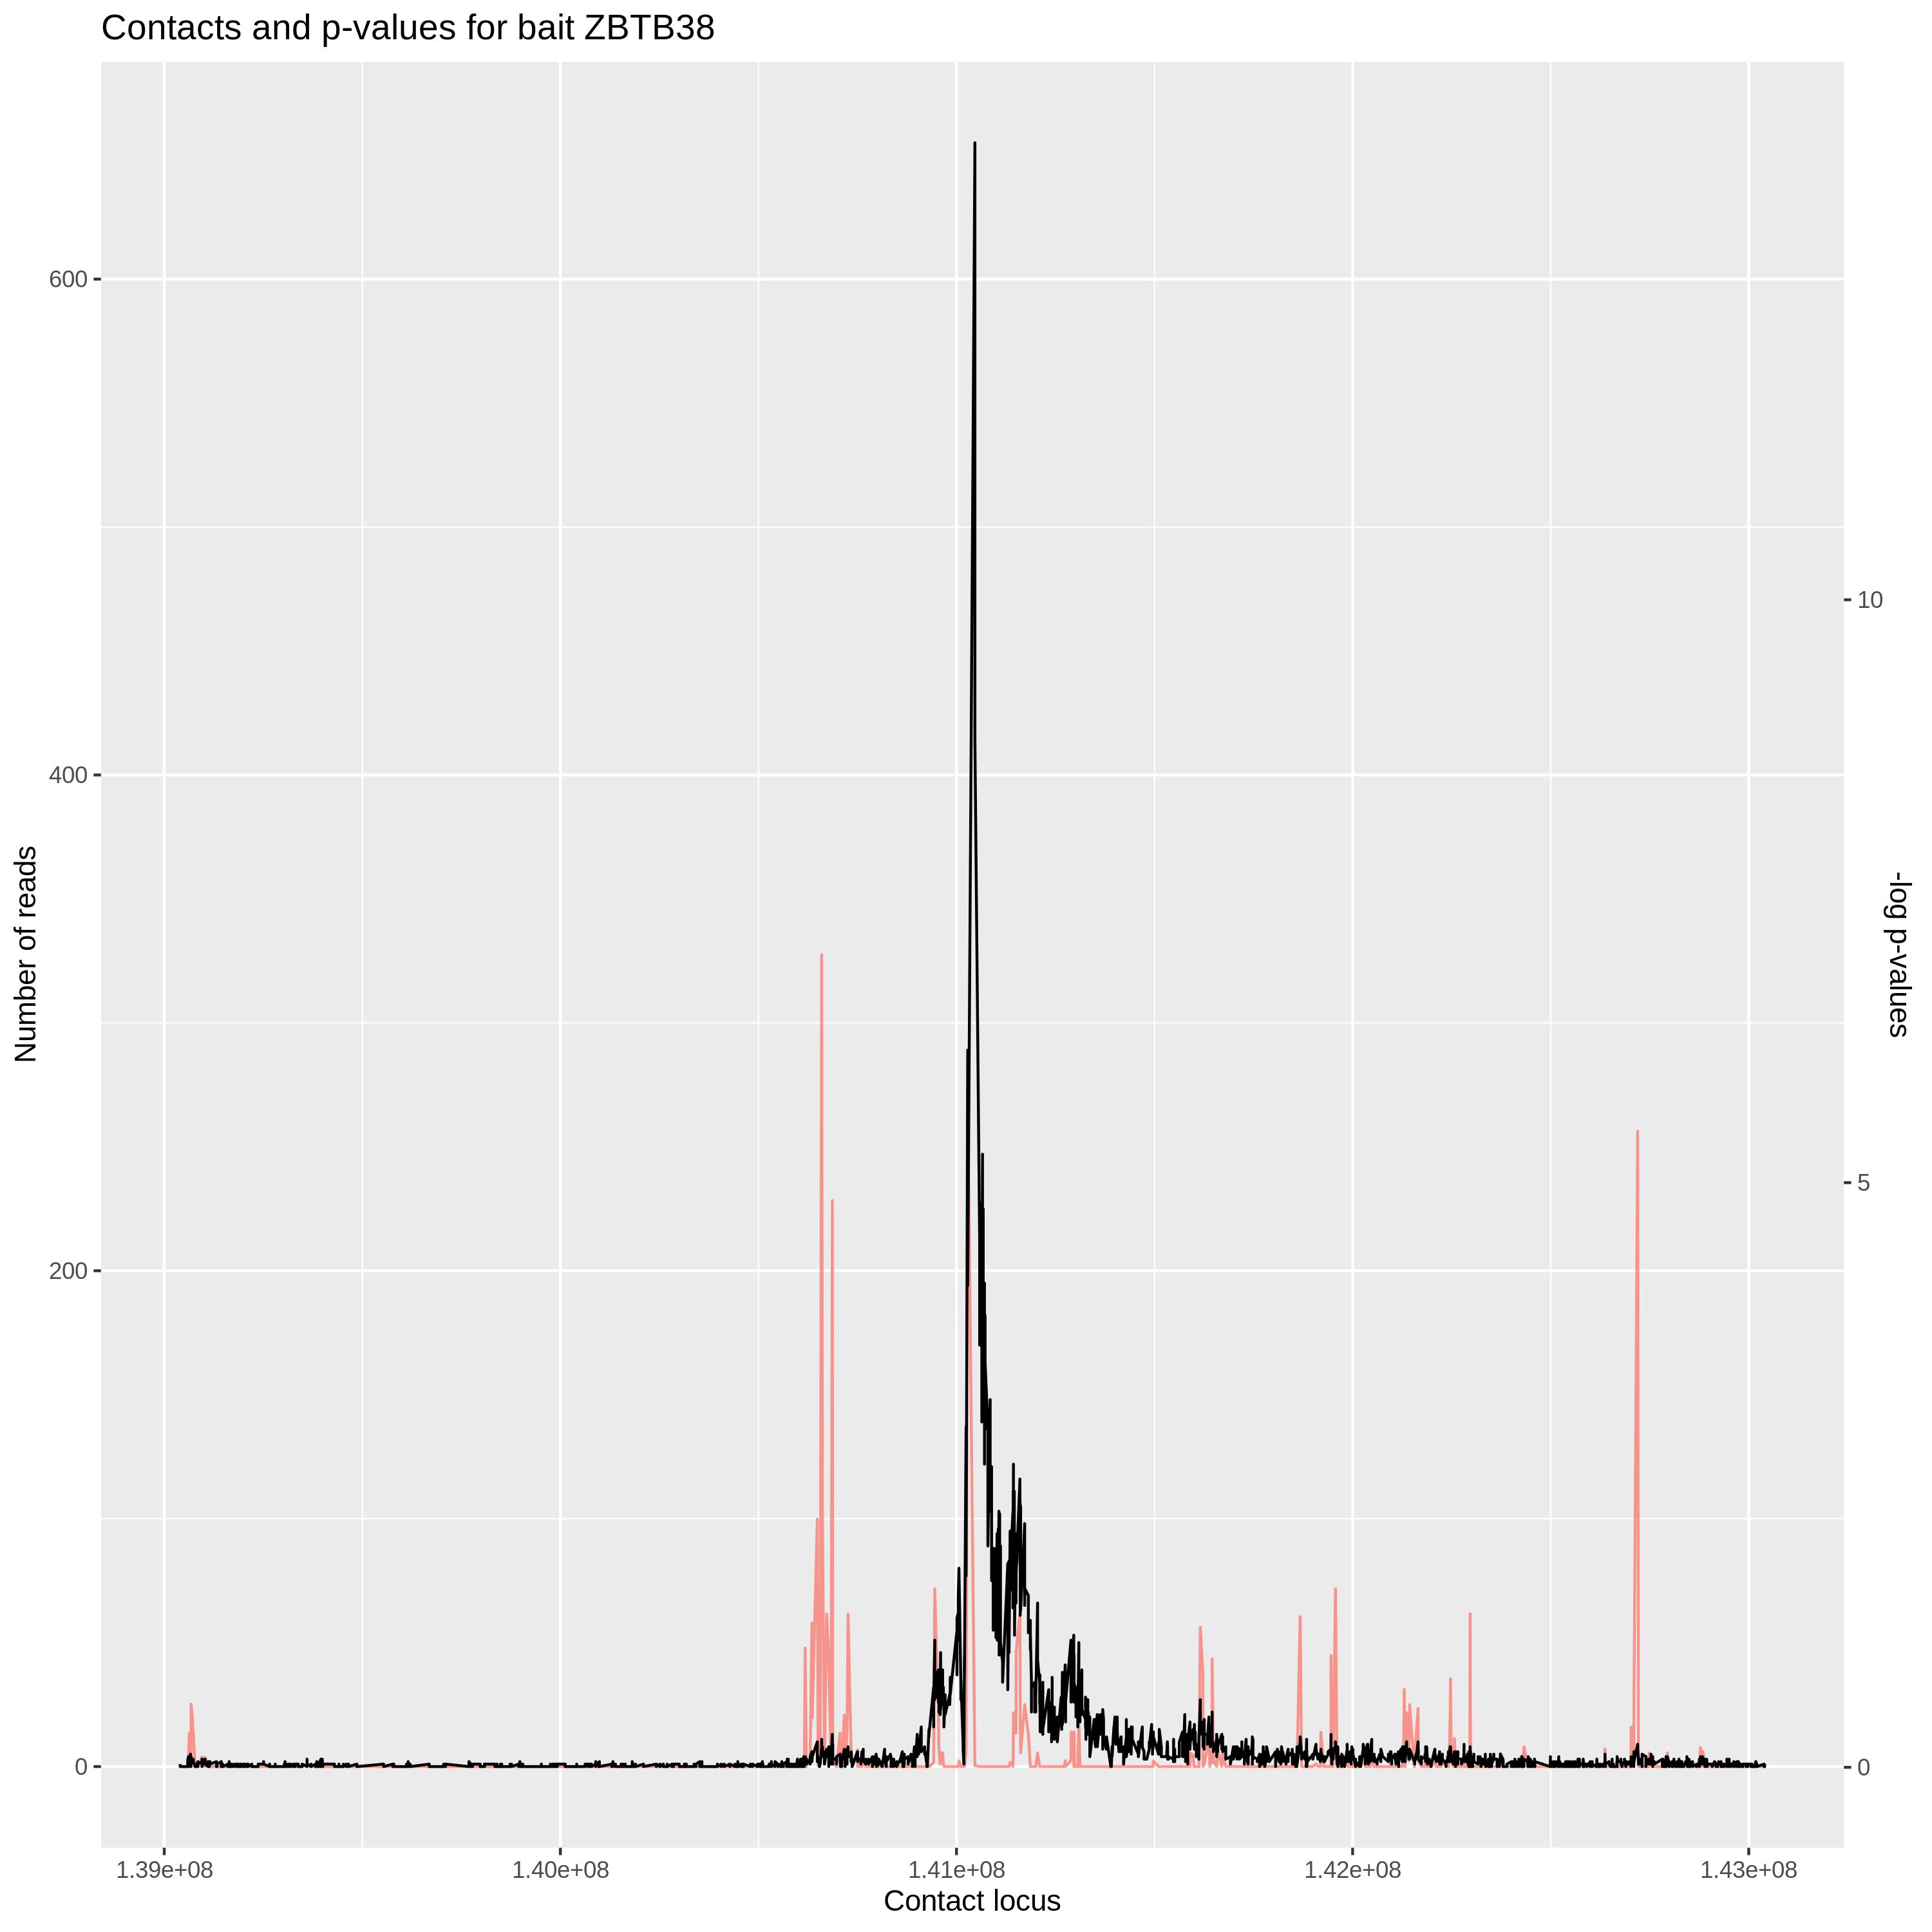 Contacts and p-values for bait ZBTB38
600
400
200
0
Number of reads
10
5
0
-log p-values
1.39e+08
1.40e+08
1.41e+08
1.42e+08
1.43e+08
Contact locus